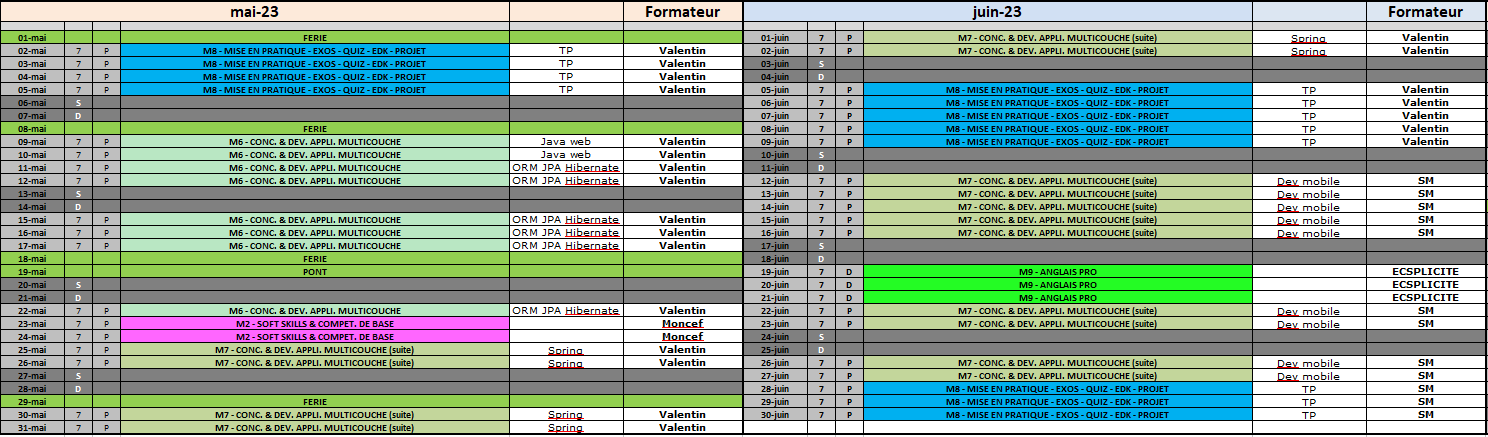 mai-23 Formateur juin-23 Formateur
01-mai FERIE 01-juin 7 P M7 - CONC. & DEV. APPLI. MULTICOUCHE (suite) Spring Valentin
02-mai 7 P M8 - MISE EN PRATIQUE - EXOS - QUIZ - EDK - PROJET TP Valentin 02-juin 7 P M7 - CONC. & DEV. APPLI. MULTICOUCHE (suite) Spring Valentin
03-mai 7 P M8 - MISE EN PRATIQUE - EXOS - QUIZ - EDK - PROJET TP Valentin 03-juin S
04-mai 7 P M8 - MISE EN PRATIQUE - EXOS - QUIZ - EDK - PROJET TP Valentin 04-juin D
05-mai 7 P M8 - MISE EN PRATIQUE - EXOS - QUIZ - EDK - PROJET TP Valentin 05-juin 7 P M8 - MISE EN PRATIQUE - EXOS - QUIZ - EDK - PROJET TP Valentin
06-mai S 06-juin 7 P M8 - MISE EN PRATIQUE - EXOS - QUIZ - EDK - PROJET TP Valentin
07-mai D 07-juin 7 P M8 - MISE EN PRATIQUE - EXOS - QUIZ - EDK - PROJET TP Valentin
08-mai FERIE 08-juin 7 P M8 - MISE EN PRATIQUE - EXOS - QUIZ - EDK - PROJET TP Valentin
09-mai 7 P M6 - CONC. & DEV. APPLI. MULTICOUCHE Java web Valentin 09-juin 7 P M8 - MISE EN PRATIQUE - EXOS - QUIZ - EDK - PROJET TP Valentin
10-mai 7 P M6 - CONC. & DEV. APPLI. MULTICOUCHE Java web Valentin 10-juin S
11-mai 7 P M6 - CONC. & DEV. APPLI. MULTICOUCHE ORM JPA Hibernate Valentin 11-juin D
12-mai 7 P M6 - CONC. & DEV. APPLI. MULTICOUCHE ORM JPA Hibernate Valentin 12-juin 7 P M7 - CONC. & DEV. APPLI. MULTICOUCHE (suite) Dev mobile SM
13-mai S 13-juin 7 P M7 - CONC. & DEV. APPLI. MULTICOUCHE (suite) Dev mobile SM
14-mai D 14-juin 7 P M7 - CONC. & DEV. APPLI. MULTICOUCHE (suite) Dev mobile SM
15-mai 7 P M6 - CONC. & DEV. APPLI. MULTICOUCHE ORM JPA Hibernate Valentin 15-juin 7 P M7 - CONC. & DEV. APPLI. MULTICOUCHE (suite) Dev mobile SM
16-mai 7 P M6 - CONC. & DEV. APPLI. MULTICOUCHE ORM JPA Hibernate Valentin 16-juin 7 P M7 - CONC. & DEV. APPLI. MULTICOUCHE (suite) Dev mobile SM
17-mai 7 P M6 - CONC. & DEV. APPLI. MULTICOUCHE ORM JPA Hibernate Valentin 17-juin S
18-mai FERIE 18-juin D
19-mai PONT 19-juin 7 D M9 - ANGLAIS PRO ECSPLICITE
20-mai S 20-juin 7 D M9 - ANGLAIS PRO ECSPLICITE
21-mai D 21-juin 7 D M9 - ANGLAIS PRO ECSPLICITE
22-mai 7 P M6 - CONC. & DEV. APPLI. MULTICOUCHE ORM JPA Hibernate Valentin 22-juin 7 P M7 - CONC. & DEV. APPLI. MULTICOUCHE (suite) Dev mobile SM
23-mai 7 P M2 - SOFT SKILLS & COMPET. DE BASE Moncef 23-juin 7 P M7 - CONC. & DEV. APPLI. MULTICOUCHE (suite) Dev mobile SM
24-mai 7 P M2 - SOFT SKILLS & COMPET. DE BASE Moncef 24-juin S
25-mai 7 P M7 - CONC. & DEV. APPLI. MULTICOUCHE (suite) Spring Valentin 25-juin D
26-mai 7 P M7 - CONC. & DEV. APPLI. MULTICOUCHE (suite) Spring Valentin 26-juin 7 P M7 - CONC. & DEV. APPLI. MULTICOUCHE (suite) Dev mobile SM
27-mai S 27-juin 7 P M7 - CONC. & DEV. APPLI. MULTICOUCHE (suite) Dev mobile SM
28-mai D 28-juin 7 P M8 - MISE EN PRATIQUE - EXOS - QUIZ - EDK - PROJET TP SM
29-mai FERIE 29-juin 7 P M8 - MISE EN PRATIQUE - EXOS - QUIZ - EDK - PROJET TP SM
30-mai 7 P M7 - CONC. & DEV. APPLI. MULTICOUCHE (suite) Spring Valentin 30-juin 7 P M8 - MISE EN PRATIQUE - EXOS - QUIZ - EDK - PROJET TP SM
31-mai 7 P M7 - CONC. & DEV. APPLI. MULTICOUCHE (suite) Spring Valentin